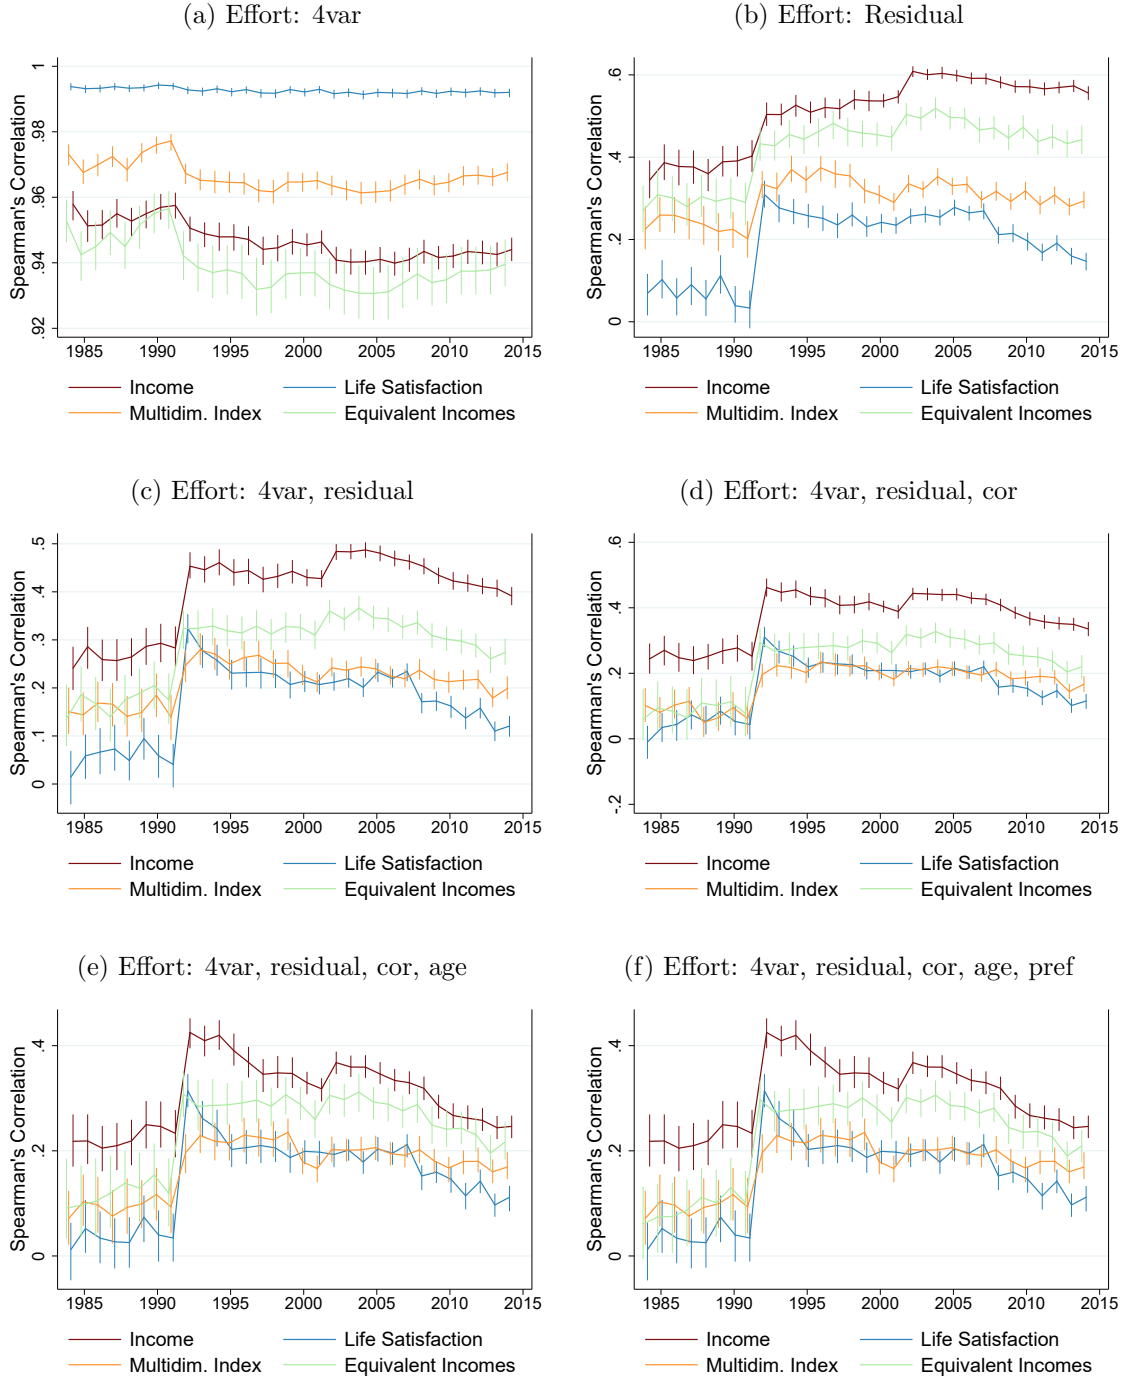 (a) Effort: 4var
Spearman's Correlation
1
.98
.96
.94
.92
1985 1990 1995 2000 2005 2010 2015
Income Life Satisfaction
Multidim. Index Equivalent Incomes
(b) Effort: Residual
Spearman's Correlation
.6
.4
.2
0
1985 1990 1995 2000 2005 2010 2015
Income Life Satisfaction
Multidim. Index Equivalent Incomes
(c) Effort: 4var, residual
Spearman's Correlation
.5
.4
.3
.2
.1
0
1985 1990 1995 2000 2005 2010 2015
Income Life Satisfaction
Multidim. Index Equivalent Incomes
(d) Effort: 4var, residual, cor
Spearman's Correlation
.6
.4
.2
0
-.2
1985 1990 1995 2000 2005 2010 2015
Income Life Satisfaction
Multidim. Index Equivalent Incomes
(e) Effort: 4var, residual, cor, age
Spearman's Correlation
.4
.2
0
1985 1990 1995 2000 2005 2010 2015
Income Life Satisfaction
Multidim. Index Equivalent Incomes
(f) Effort: 4var, residual, cor, age, pref
Spearman's Correlation
.4
.2
0
1985 1990 1995 2000 2005 2010 2015
Income Life Satisfaction
Multidim. Index Equivalent Incomes